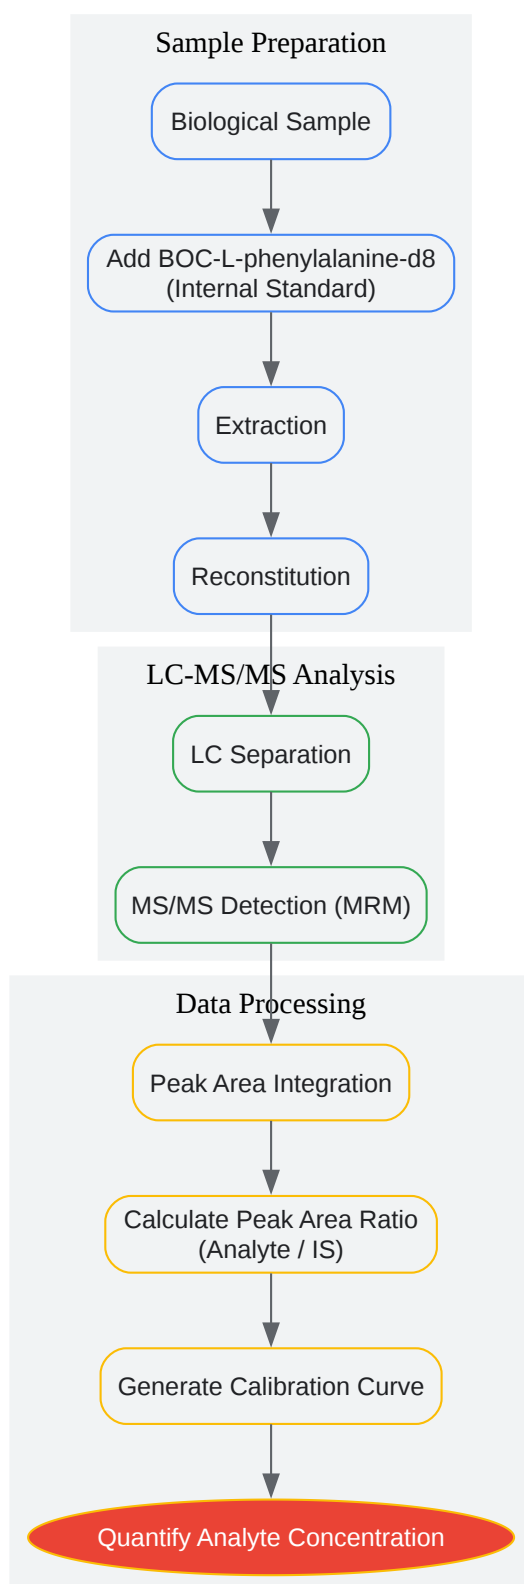 Sample Preparation
Biological Sample
Add BOC-L-phenylalanine-d8
(Internal Standard)
Extraction
Reconstitution
LC-MS/MS Analysis
LC Separation
MS/MS Detection (MRM)
Data Processing
Peak Area Integration
Calculate Peak Area Ratio
(Analyte / IS)
Generate Calibration Curve
Quantify Analyte Concentration